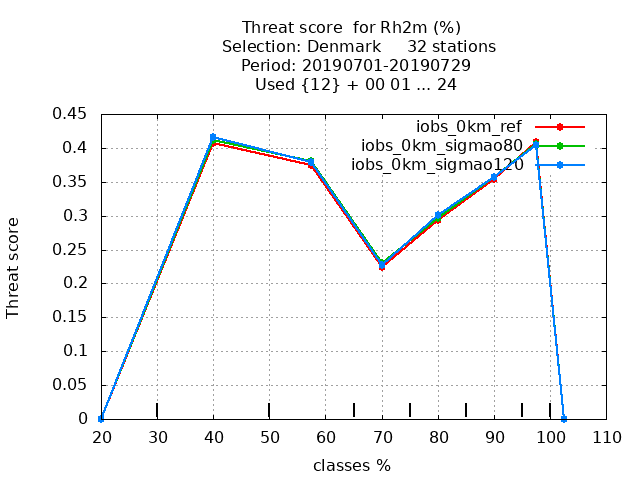 Threat score  for Rh2m (%)
Selection: Denmark     32 stations
Period: 20190701-20190729
Used {12} + 00 01 ... 24
0.45
0.4
0.35
0.3
0.25
0.2
0.15
0.1
0.05
0
Threat score
iobs_0km_ref
iobs_0km_sigmao80
iobs_0km_sigmao120
20 30 40 50 60 70 80 90 100 110
classes %